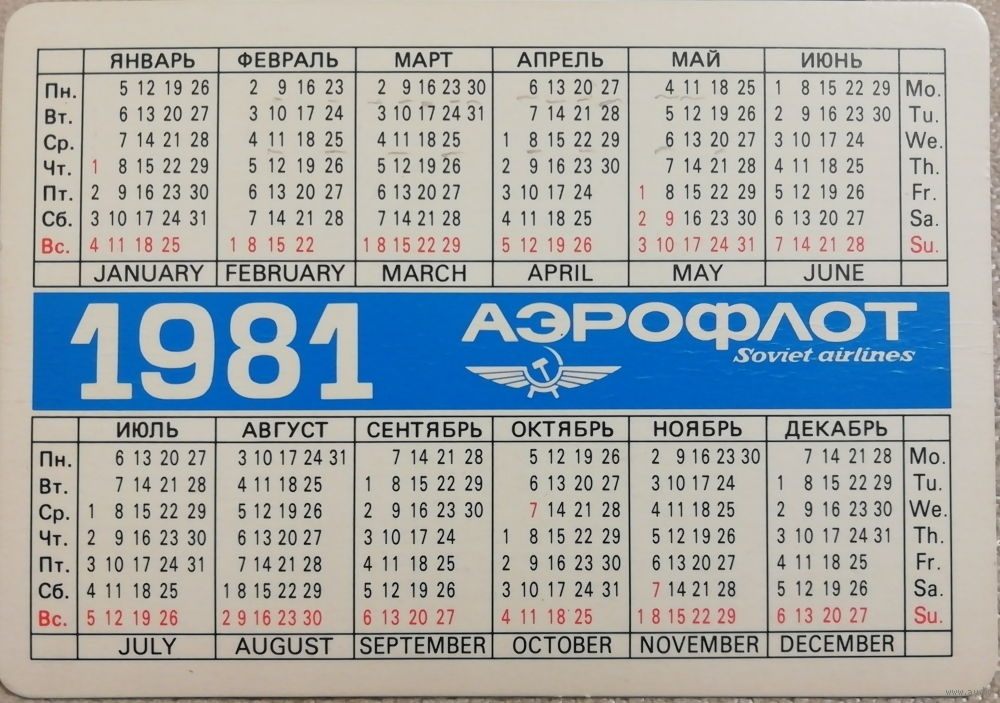 ЯНВАРЬ ФЕВРАЛЬ МАРТ АПРЕЛЬ МАЙ ИЮНЬ
Пн. 5 12 19 26 2 9 16 23 2 9 16 23 30 6 13 20 27 4 11 18 25 1 8 15 22 29 Mo.
Вт. 6 13 20 27 3 10 17 24 3 10 17 24 31 7 14 21 28 5 12 19 26 2 9 16 23 30 Tu.
Ср. 7 14 21 28 4 11 18 25 4 11 18 25 1 8 15 22 29 6 13 20 27 3 10 17 24 We.
Чт. 1 8 15 22 29 5 12 19 26 5 12 19 26 2 9 16 23 30 7 14 21 28 4 11 18 25 Th.
Пт. 2 9 16 23 30 6 13 20 27 6 13 20 27 3 10 17 24 1 8 15 22 29 5 12 19 26 Fr.
Сб. 3 10 17 24 31 7 14 21 28 7 14 21 28 4 11 18 25 2 9 16 23 30 6 13 20 27 Sa.
Вс. 4 11 18 25 1 8 15 22 1 8 15 22 29 5 12 19 26 3 10 17 24 31 7 14 21 28 Su.
JANUARY FEBRUARY MARCH APRIL MAY JUNE
1981 АЭРОФЛОТ
Soviet airlines
ИЮЛЬ АВГУСТ СЕНТЯБРЬ ОКТЯБРЬ НОЯБРЬ ДЕКАБРЬ
Пн. 6 13 20 27 3 10 17 24 31 7 14 21 28 5 12 19 26 2 9 16 23 30 7 14 21 28 Mo.
Вт. 7 14 21 28 4 11 18 25 1 8 15 22 29 6 13 20 27 3 10 17 24 1 8 15 22 29 Tu.
Ср. 1 8 15 22 29 5 12 19 26 2 9 16 23 30 7 14 21 28 4 11 18 25 2 9 16 23 30 We.
Чт. 2 9 16 23 30 6 13 20 27 3 10 17 24 1 8 15 22 29 5 12 19 26 3 10 17 24 31 Th.
Пт. 3 10 17 24 31 7 14 21 28 4 11 18 25 2 9 16 23 30 6 13 20 27 4 11 18 25 Fr.
Сб. 4 11 18 25 1 8 15 22 29 5 12 19 26 3 10 17 24 31 7 14 21 28 5 12 19 26 Sa.
Вс. 5 12 19 26 2 9 16 23 30 6 13 20 27 4 11 18 25 1 8 15 22 29 6 13 20 27 Su.
JULY AUGUST SEPTEMBER OCTOBER NOVEMBER DECEMBER